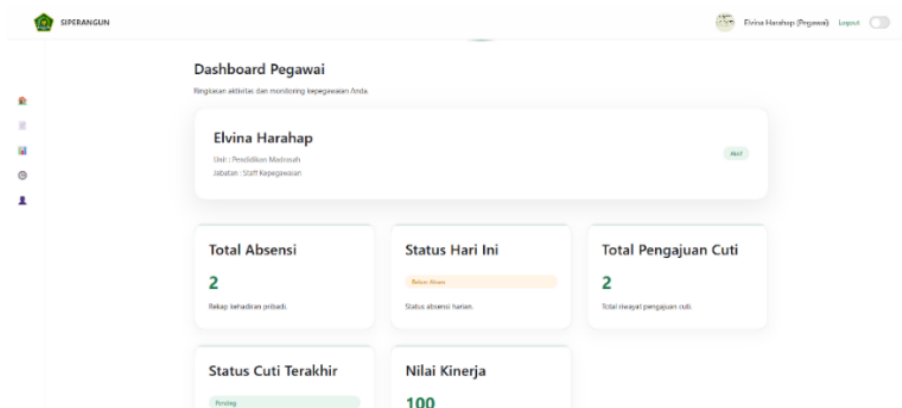 SIPERANGUN
Elvina Harahap (Pegawai) Logout
Dashboard Pegawai
Ringkasan aktivitas dan monitoring kepegawaian Anda.
Elvina Harahap
Unit : Pendidikan Madrasah
Jabatan : Staff Kepegawaian
Aktif
Total Absensi
2
Rekap kehadiran pribadi.
Status Hari Ini
Belum Absen
Status absensi harian.
Total Pengajuan Cuti
2
Total riwayat pengajuan cuti.
Status Cuti Terakhir
Pending
Nilai Kinerja
100